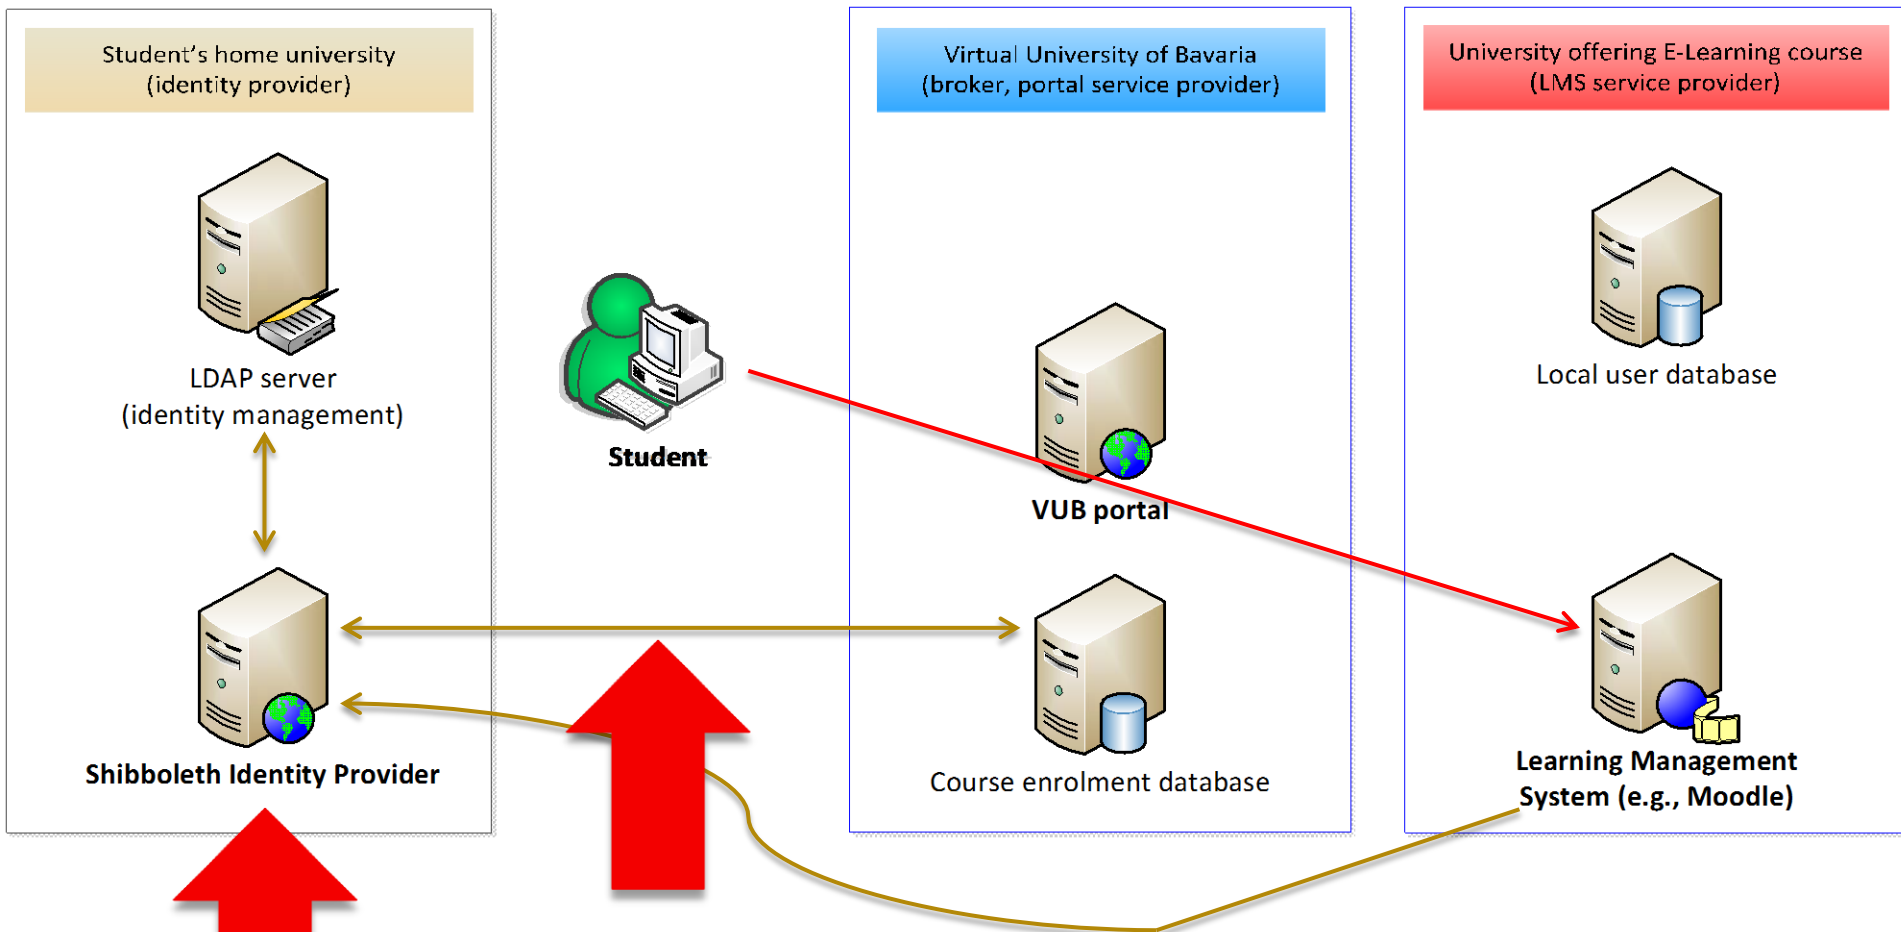 Student's home university
(identity provider)
Virtual University of Bavaria
(broker, portal service provider)
University offering E-Learning course
(LMS service provider)
LDAP server
(identity management)
Student
VUB portal
Local user database
Shibboleth Identity Provider
Course enrolment database
Learning Management
System (e.g., Moodle)